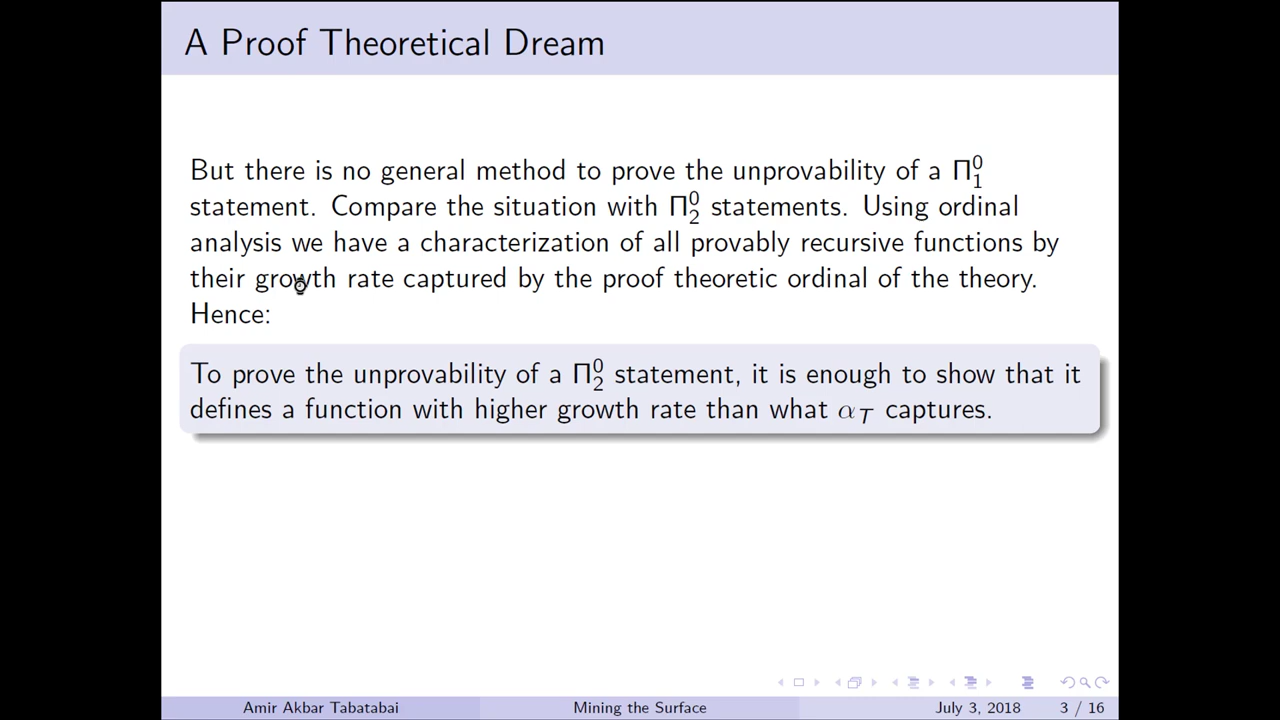 A Proof Theoretical Dream
But there is no general method to prove the unprovability of a Π⁰₁
statement. Compare the situation with Π⁰₂ statements. Using ordinal
analysis we have a characterization of all provably recursive functions by
their growth rate captured by the proof theoretic ordinal of the theory.
Hence:
To prove the unprovability of a Π⁰₂ statement, it is enough to show that it
defines a function with higher growth rate than what α_T captures.
Amir Akbar Tabatabai Mining the Surface July 3, 2018 3 / 16